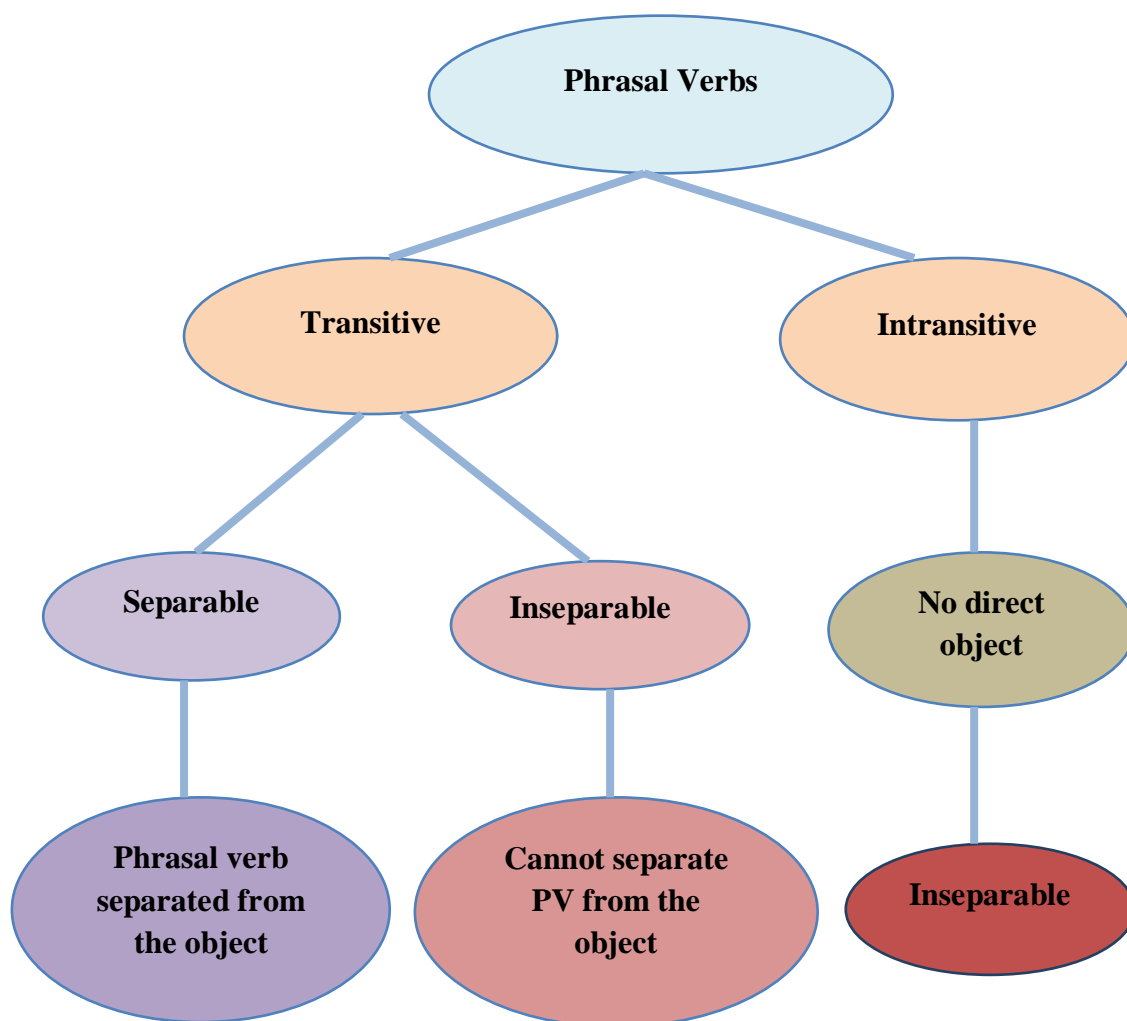 Phrasal Verbs
Transitive
Intransitive
Separable
Inseparable
No direct
object
Phrasal verb
separated from
the object
Cannot separate
PV from the
object
Inseparable